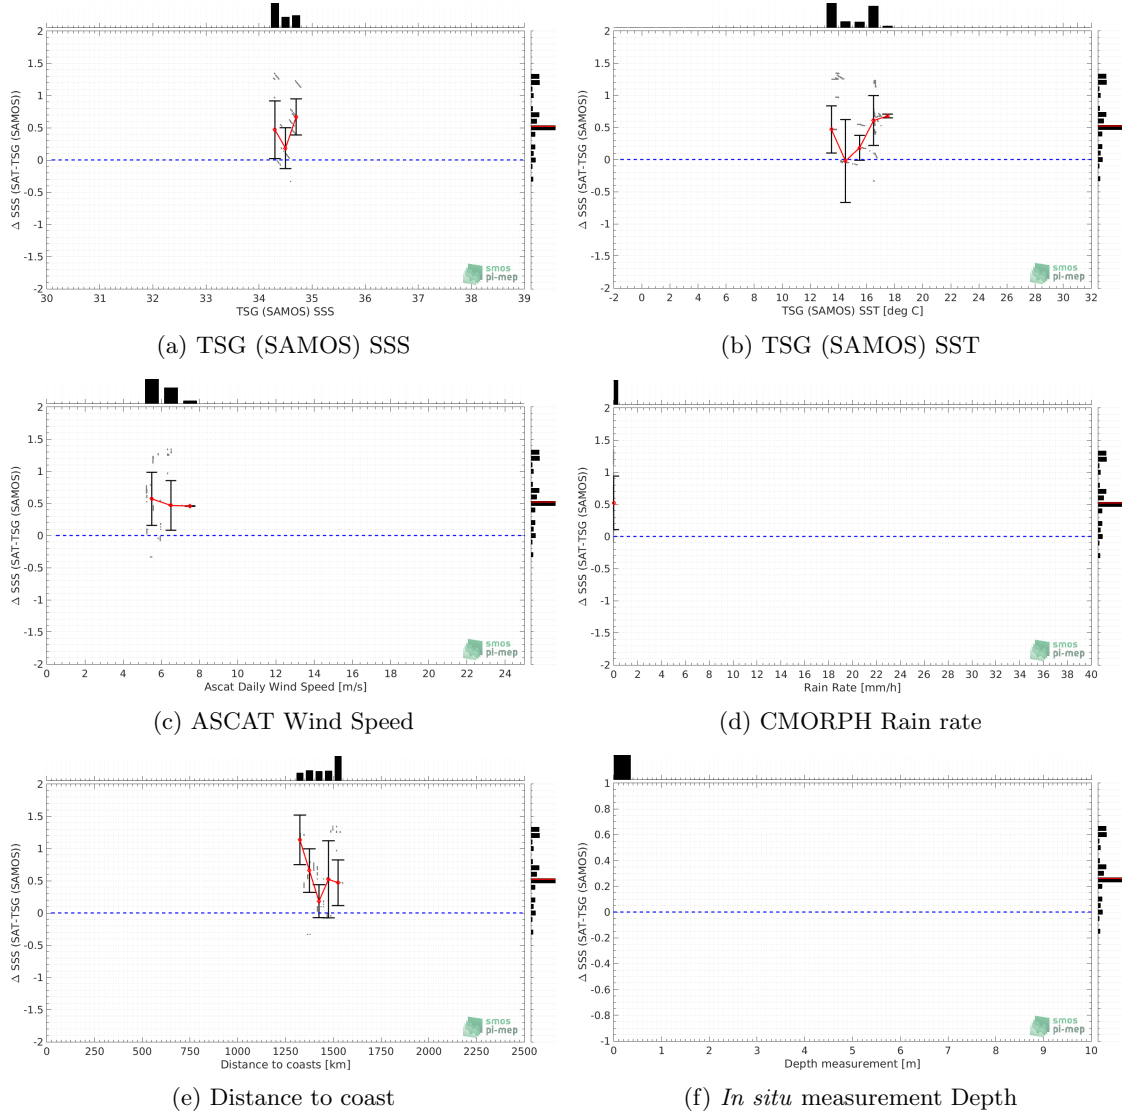 2
1.5
1
0.5
0
-0.5
-1
-1.5
-2
Δ SSS (SAT-TSG (SAMOS))
30 31 32 33 34 35 36 37 38 39
TSG (SAMOS) SSS
smos
pi-mep
(a) TSG (SAMOS) SSS
2
1.5
1
0.5
0
-0.5
-1
-1.5
-2
Δ SSS (SAT-TSG (SAMOS))
-2 0 2 4 6 8 10 12 14 16 18 20 22 24 26 28 30 32
TSG (SAMOS) SST [deg C]
smos
pi-mep
(b) TSG (SAMOS) SST
2
1.5
1
0.5
0
-0.5
-1
-1.5
-2
Δ SSS (SAT-TSG (SAMOS))
0 2 4 6 8 10 12 14 16 18 20 22 24
Ascat Daily Wind Speed [m/s]
smos
pi-mep
(c) ASCAT Wind Speed
2
1.5
1
0.5
0
-0.5
-1
-1.5
-2
Δ SSS (SAT-TSG (SAMOS))
0 2 4 6 8 10 12 14 16 18 20 22 24 26 28 30 32 34 36 38 40
Rain Rate [mm/h]
smos
pi-mep
(d) CMORPH Rain rate
2
1.5
1
0.5
0
-0.5
-1
-1.5
-2
Δ SSS (SAT-TSG (SAMOS))
0 250 500 750 1000 1250 1500 1750 2000 2250 2500
Distance to coasts [km]
smos
pi-mep
(e) Distance to coast
1
0.8
0.6
0.4
0.2
0
-0.2
-0.4
-0.6
-0.8
-1
Δ SSS (SAT-TSG (SAMOS))
0 1 2 3 4 5 6 7 8 9 10
Depth measurement [m]
smos
pi-mep
(f) In situ measurement Depth